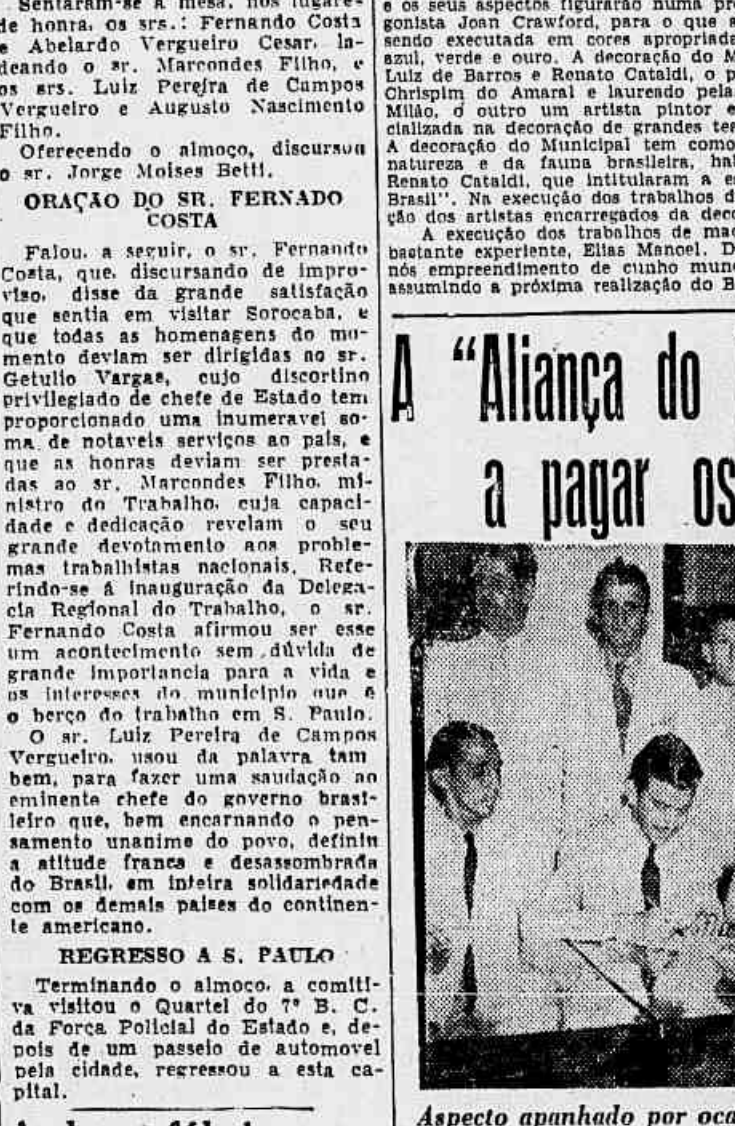 Sentaram-se á mesa, nos lugares
de honra, os srs.: Fernando Costa
e Abelardo Vergueiro Cesar, la-
deando o sr. Marcondes Filho, e
os srs. Luiz Pereira de Campos
Vergueiro e Augusto Nascimento
Filho.
Oferecendo o almoço, discursou
o sr. Jorge Moises Betti.
ORAÇÃO DO SR. FERNADO
COSTA
Falou, a seguir, o sr. Fernando
Costa, que, discursando de impro-
viso, disse da grande satisfação
que sentia em visitar Sorocaba, e
que todas as homenagens do mo-
mento deviam ser dirigidas ao sr.
Getulio Vargas, cujo discortino
privilegiado de chefe de Estado tem
proporcionado uma inumeravel so-
ma de notaveis serviços ao país, e
que as honras deviam ser presta-
das ao sr. Marcondes Filho, mi-
nistro do Trabalho, cuja capaci-
dade e dedicação revelam o seu
grande devotamento aos proble-
mas trabalhistas nacionais. Refe-
rindo-se á inauguração da Delega-
cia Regional do Trabalho, o sr.
Fernando Costa afirmou ser esse
um acontecimento sem dúvida de
grande importancia para a vida e
os interesses do municipio que é
o berço do trabalho em S. Paulo.
O sr. Luiz Pereira de Campos
Vergueiro, usou da palavra tam
bem, para fazer uma saudação ao
eminente chefe do governo brasi-
leiro que, bem encarnando o pen-
samento unanime do povo, definiu
a atitude franca e desassombrada
do Brasil, em inteira solidariedade
com os demais paises do continen-
te americano.
REGRESSO A S. PAULO
Terminando o almoco, a comiti-
va visitou o Quartel do 7º B. C.
da Força Policial do Estado e, de-
pois de um passeio de automovel
pela cidade, regressou a esta ca-
pital.
e os seus aspectos figurarão numa
gonista Joan Crawford, para o que
sendo executada em cores apropriada
azul, verde e ouro. A decoração do M
Luiz de Barros e Renato Cataldi, o p
Chrispim do Amaral e laureado pela
Milão, o outro um artista pintor e
cializada na decoração de grandes
A decoração do Municipal tem como
natureza e da fauna brasileira,
Renato Cataldi, que intitularam a
Brasil". Na execução dos trabalhos d
ção dos artistas encarregados da
A execução dos trabalhos de
bastante experiente, Elias Manoel. D
nós empreendimento de cunho
assumindo a próxima realização do B
A "Aliança do
a pagar os
Aspecto apanhado por